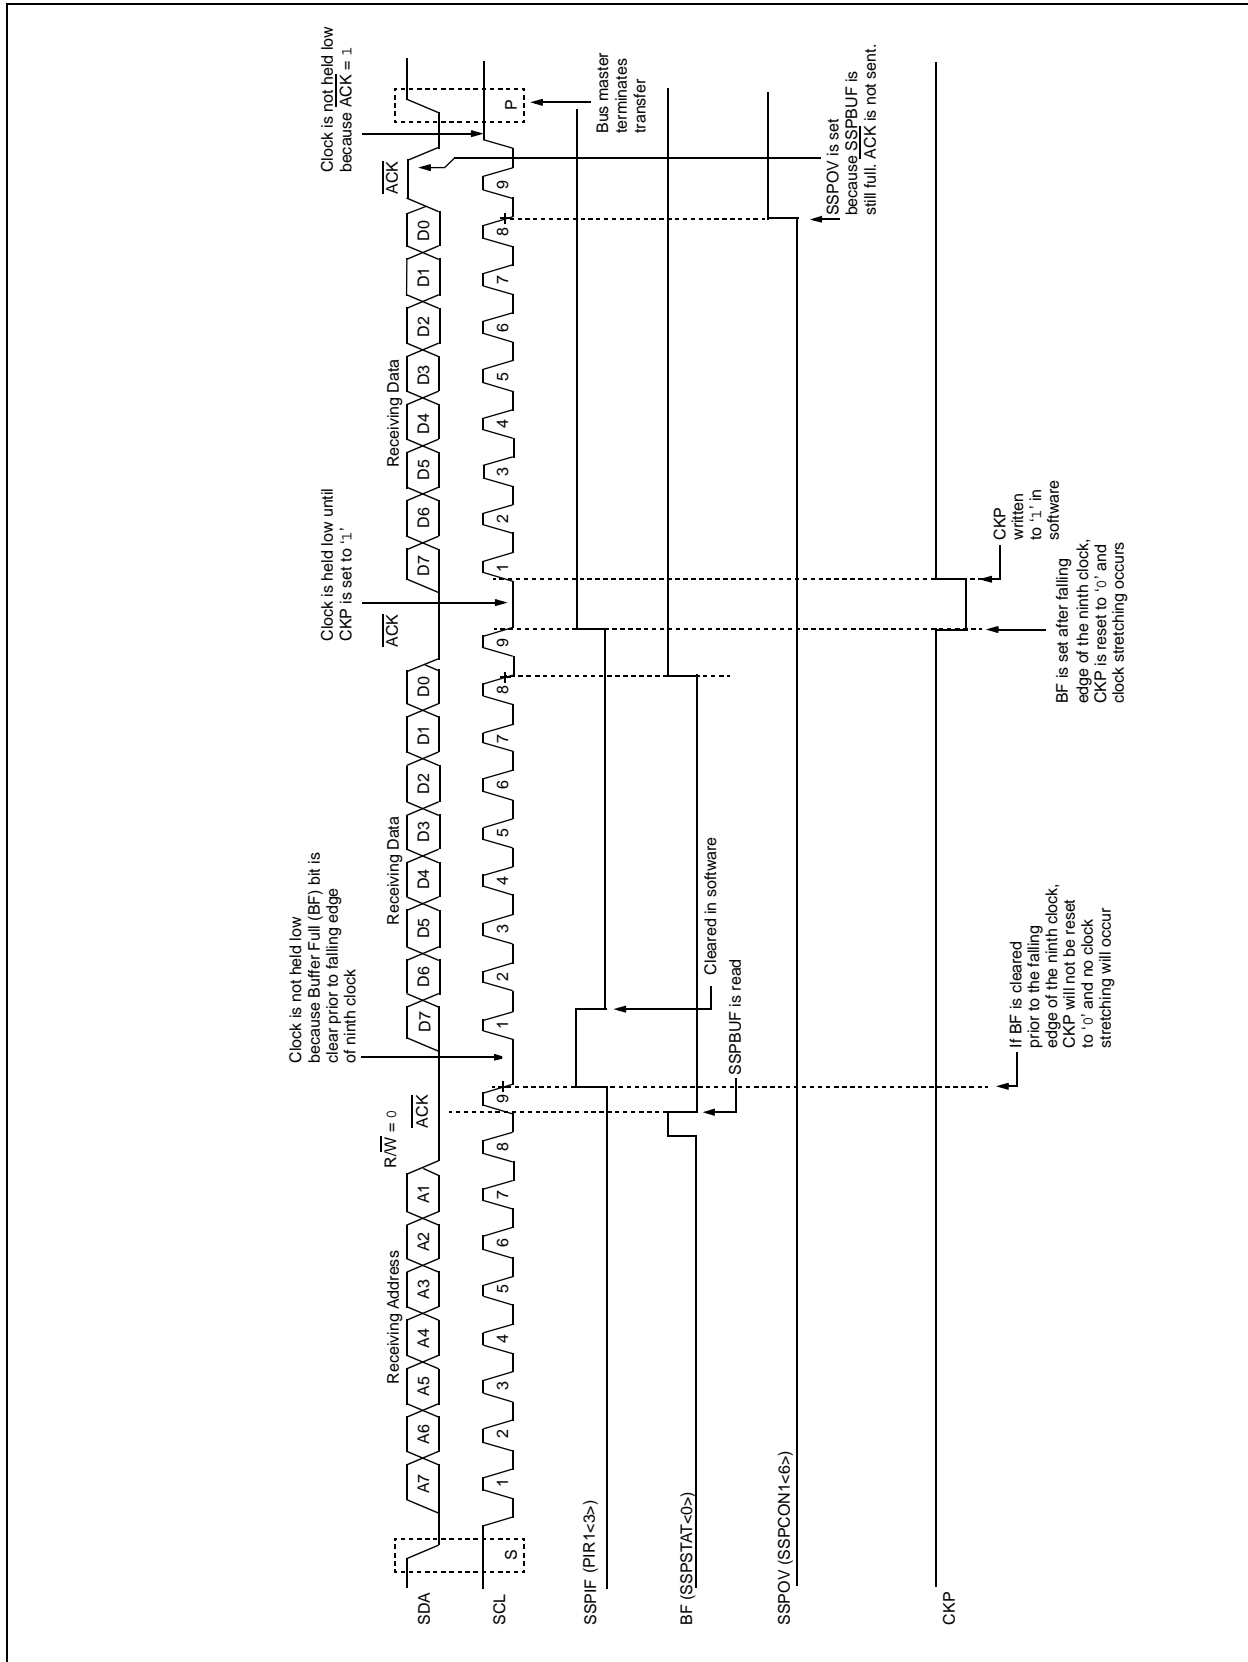 Clock is not held low
because ACK = 1
Clock is held low until
CKP is set to ‘1’
Clock is not held low
because Buffer Full (BF) bit is
clear prior to falling edge
of ninth clock
R/W = 0
Receiving Address
ACK
Receiving Data
ACK
Receiving Data
ACK
SDA
A7
A6
A5
A4
A3
A2
A1
D7
D6
D5
D4
D3
D2
D1
D0
D7
D6
D5
D4
D3
D2
D1
D0
SCL
S
1
2
3
4
5
6
7
8
9
1
2
3
4
5
6
7
8
9
1
2
3
4
5
6
7
8
9
P
SSPIF (PIR1<3>)
Bus master
terminates
transfer
Cleared in software
BF (SSPSTAT<0>)
SSPBUF is read
SSPOV (SSPCON1<6>)
SSPOV is set
because SSPBUF is
still full. ACK is not sent.
CKP
If BF is cleared
prior to the falling
edge of the ninth clock,
CKP will not be reset
to ‘0’ and no clock
stretching will occur
CKP
written
to ‘1’ in
software
BF is set after falling
edge of the ninth clock,
CKP is reset to ‘0’ and
clock stretching occurs